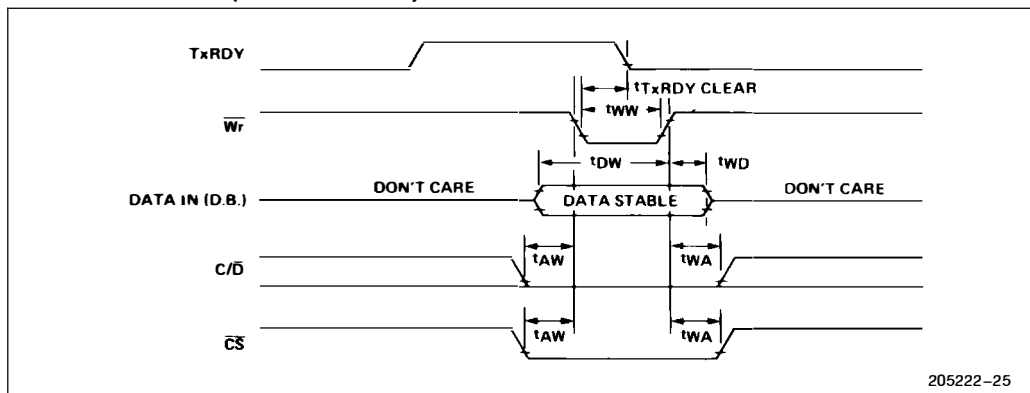 TxRDY
tTxRDY CLEAR
tWW
Wr
tDW
tWD
DON'T CARE
DON'T CARE
DATA IN (D.B.)
DATA STABLE
tAW
tWA
C/D
tAW
tWA
CS
205222-25